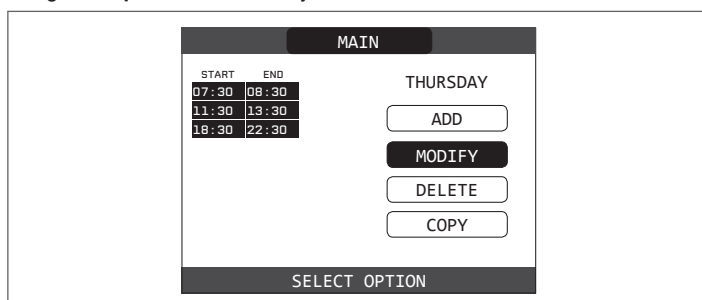 MAIN
START END
07:30 08:30
11:30 13:30
18:30 22:30
THURSDAY
ADD
MODIFY
DELETE
COPY
SELECT OPTION